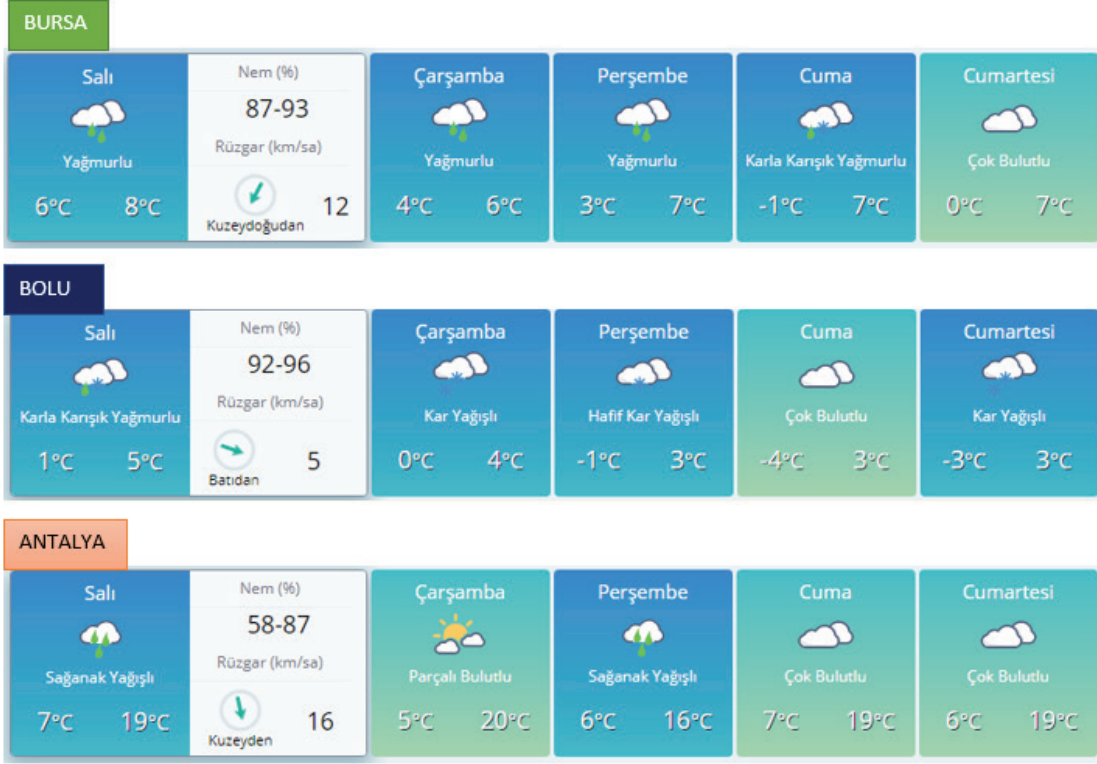 BURSA
Salı
Yağmurlu
6°C 8°C
Nem (%)
87-93
Rüzgar (km/sa)
Kuzeydoğudan
12
Çarşamba
Yağmurlu
4°C 6°C
Perşembe
Yağmurlu
3°C 7°C
Cuma
Karla Karışık Yağmurlu
-1°C 7°C
Cumartesi
Çok Bulutlu
0°C 7°C
BOLU
Salı
Karla Karışık Yağmurlu
1°C 5°C
Nem (%)
92-96
Rüzgar (km/sa)
Batıdan
5
Çarşamba
Kar Yağışlı
0°C 4°C
Perşembe
Hafif Kar Yağışlı
-1°C 3°C
Cuma
Çok Bulutlu
-4°C 3°C
Cumartesi
Kar Yağışlı
-3°C 3°C
ANTALYA
Salı
Sağanak Yağışlı
7°C 19°C
Nem (%)
58-87
Rüzgar (km/sa)
Kuzeyden
16
Çarşamba
Parçalı Bulutlu
5°C 20°C
Perşembe
Sağanak Yağışlı
6°C 16°C
Cuma
Çok Bulutlu
7°C 19°C
Cumartesi
Çok Bulutlu
6°C 19°C